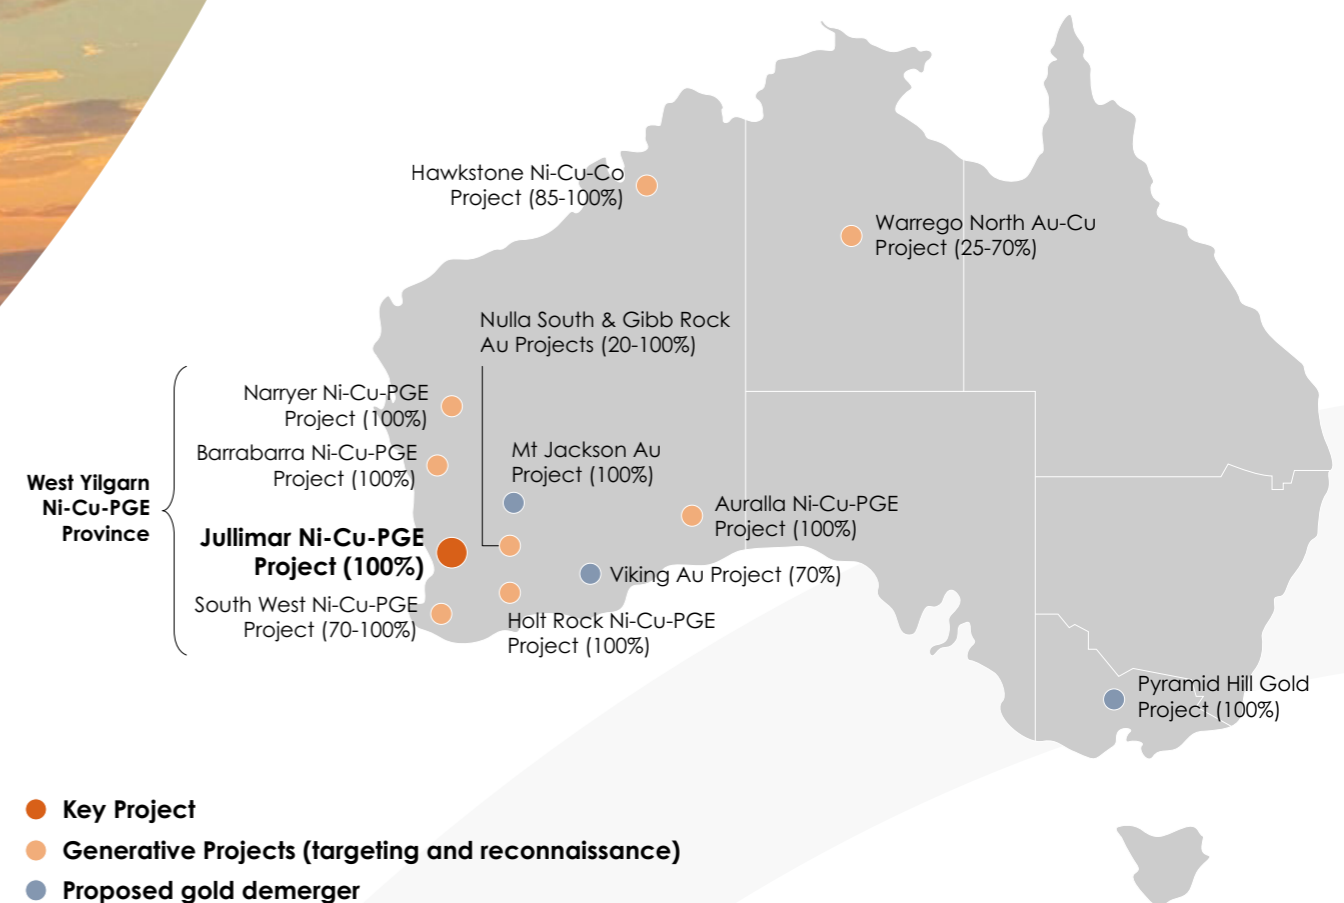 Hawkstone Ni-Cu-Co
Project (85-100%)
Warrego North Au-Cu
Project (25-70%)
Nulla South & Gibb Rock
Au Projects (20-100%)
Narryer Ni-Cu-PGE
Project (100%)
Barrabarra Ni-Cu-PGE
Project (100%)
Mt Jackson Au
Project (100%)
West Yilgarn
Ni-Cu-PGE
Province
Auralla Ni-Cu-PGE
Project (100%)
Jullimar Ni-Cu-PGE
Project (100%)
Viking Au Project (70%)
South West Ni-Cu-PGE
Project (70-100%)
Holt Rock Ni-Cu-PGE
Project (100%)
Pyramid Hill Gold
Project (100%)
Key Project
Generative Projects (targeting and reconnaissance)
Proposed gold demerger